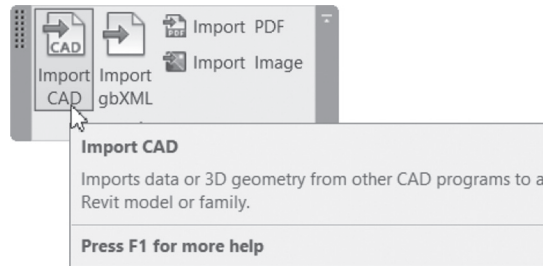 CAD
PDF
Import PDF
Import Image
Import
CAD
Import
gbXML
Import CAD
Imports data or 3D geometry from other CAD programs to a
Revit model or family.
Press F1 for more help